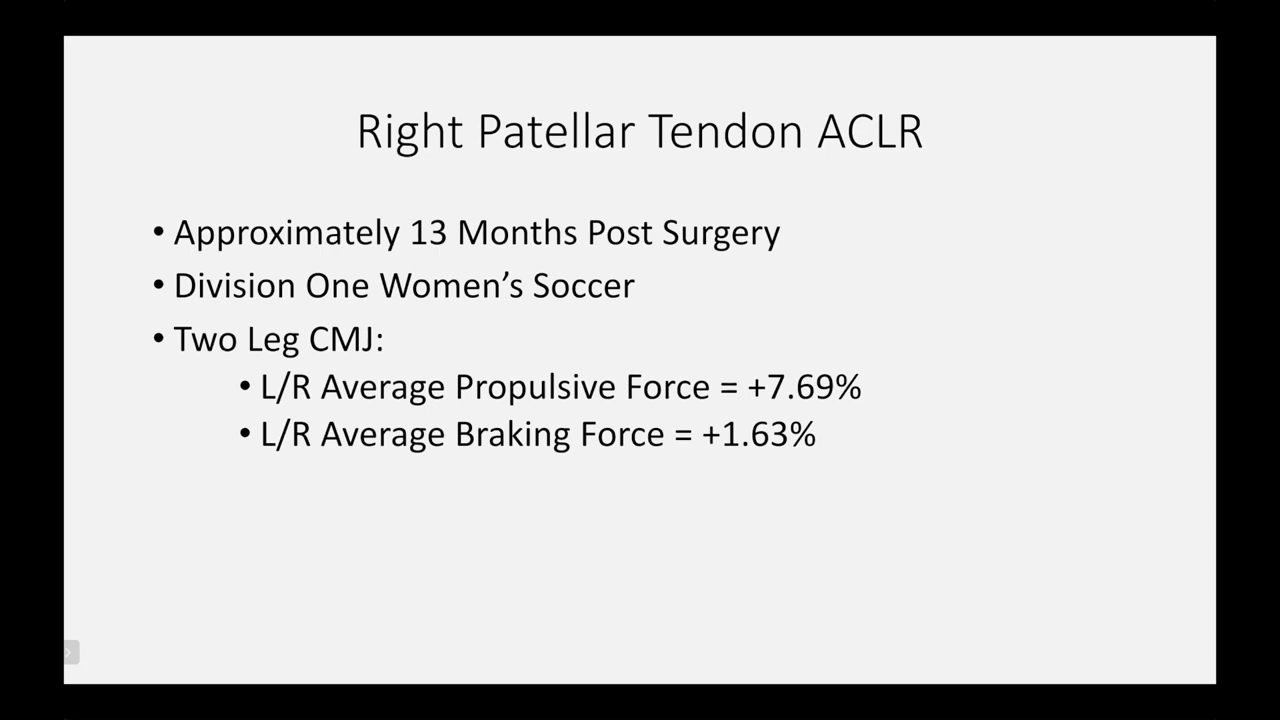 Right Patellar Tendon ACLR
• Approximately 13 Months Post Surgery
• Division One Women’s Soccer
• Two Leg CMJ:
• L/R Average Propulsive Force = +7.69%
• L/R Average Braking Force = +1.63%